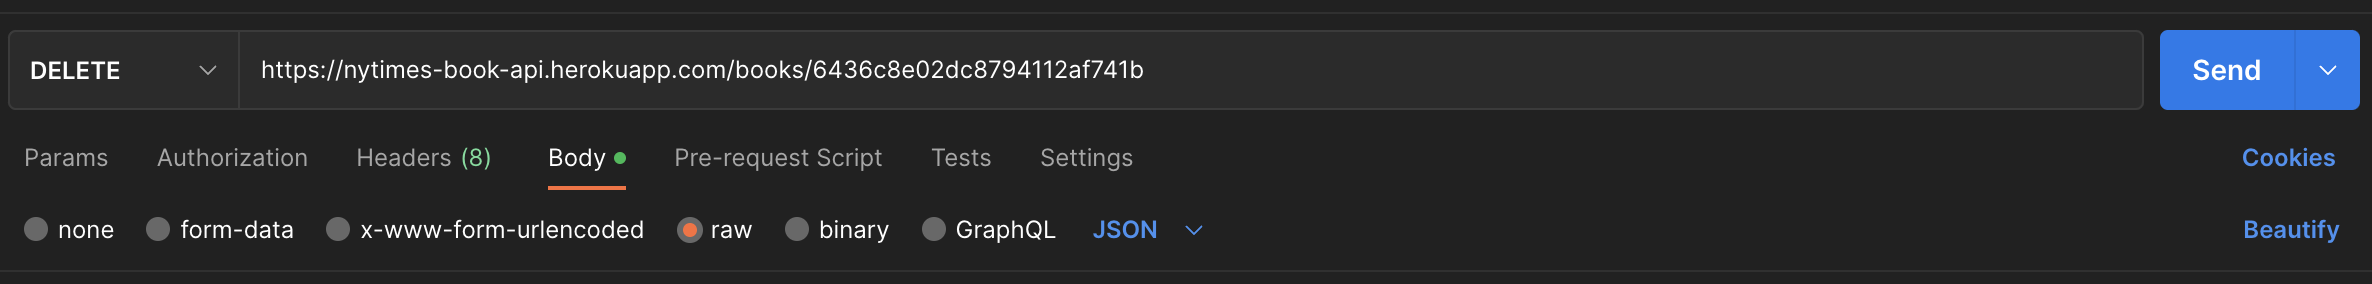 DELETE https://nytimes-book-api.herokuapp.com/books/6436c8e02dc8794112af741b Send
Params Authorization Headers (8) Body Pre-request Script Tests Settings Cookies
none form-data x-www-form-urlencoded raw binary GraphQL JSON Beautify